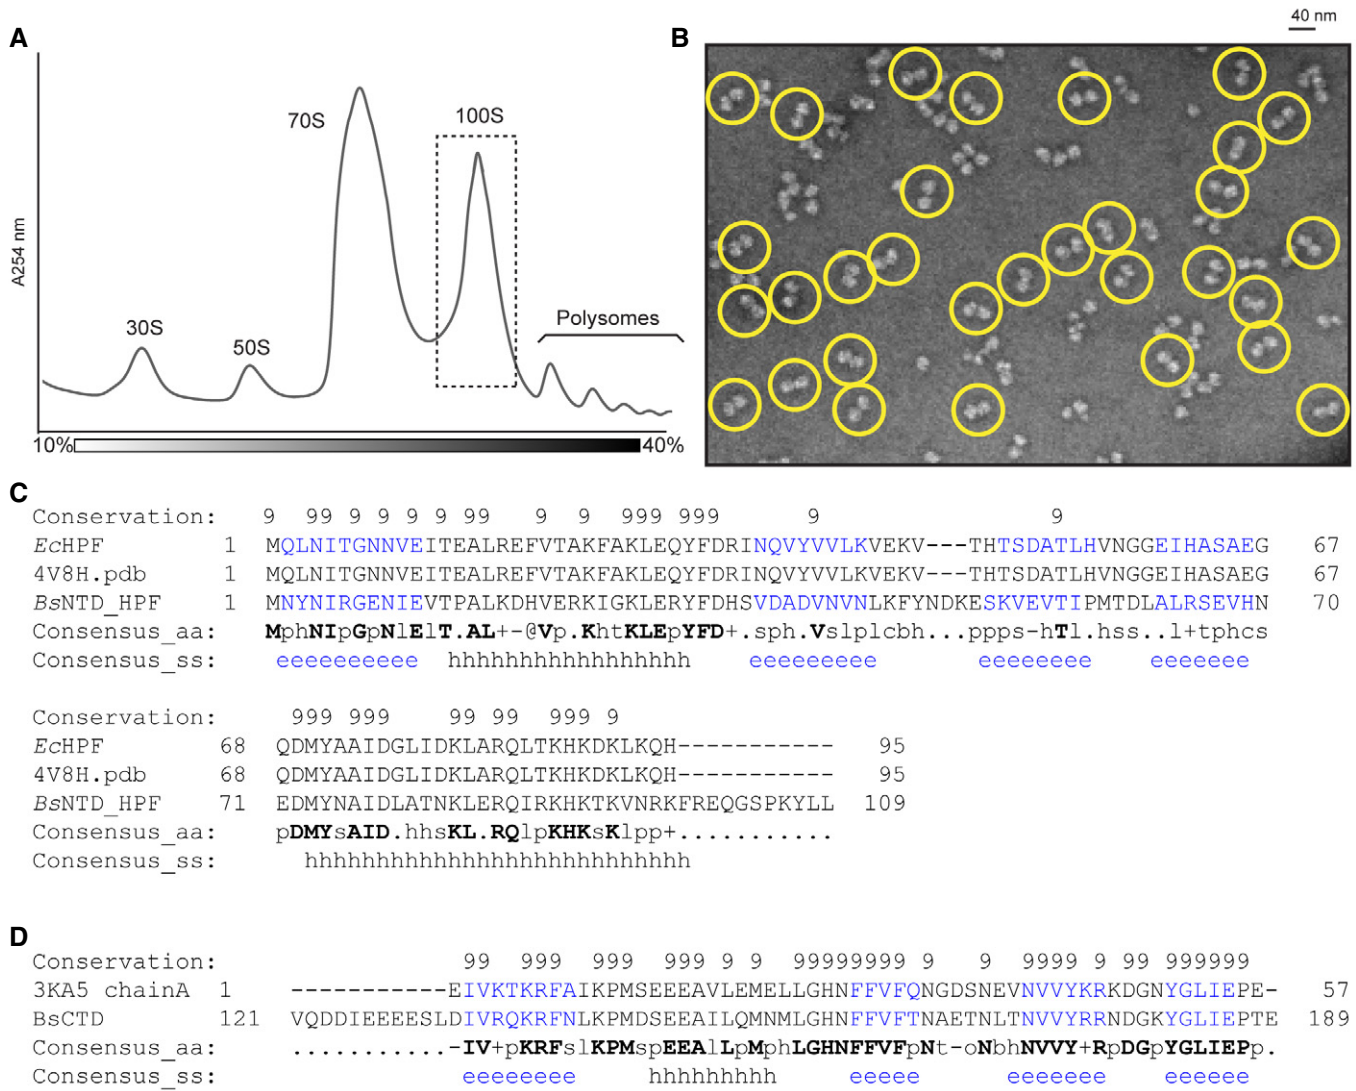 A
B
40 nm
70S
100S
A254 nm
30S
50S
Polysomes
10%
40%
C
Conservation: 9 99 9 9 9 9 99 9 9 999 999 9 9
EcHPF 1 MQLNITGNNVEITEALREFVTAKFAKLEQYFDRINQVYVVLKVEKV---THTSDATLHVNGGEIHASAEG 67
4V8H.pdb 1 MQLNITGNNVEITEALREFVTAKFAKLEQYFDRINQVYVVLKVEKV---THTSDATLHVNGGEIHASAEG 67
BsNTD_HPF 1 MNYNIRGENIEVTPALKDHVERKIGKLERYFDHSVDADVNVNLKFYNDKESKVEVTIPMTDLALRSEVHN 70
Consensus_aa: MphNIpGpNlElT.AL+-@Vp.KhtKLEpYFD+.sph.Vslplcbh...ppps-hTl.hss..l+tphcs
Consensus_ss: eeeeeeeeee hhhhhhhhhhhhhhhhh eeeeeeeee eeeeeeee eeeeeee
Conservation: 999 999 99 99 999 9
EcHPF 68 QDMYAAIDGLIDKLARQLTKHKDKLKQH----------- 95
4V8H.pdb 68 QDMYAAIDGLIDKLARQLTKHKDKLKQH----------- 95
BsNTD_HPF 71 EDMYNAIDLATNKLERQIRKHKTKVNRKFREQGSPKYLL 109
Consensus_aa: pDMYsAID.hhsKL.RQlpKHKsKlpp+...........
Consensus_ss: hhhhhhhhhhhhhhhhhhhhhhhhhhh
D
Conservation: 99 999 999 999 9 9 99999999 9 9 9999 9 99 999999
3KA5 chainA 1 -----------EIVKTKRFAIKPMSEEEAVLEMELLGHNFFVFQNGDSNEVNVVYKRKDGNYGLIEPE- 57
BsCTD 121 VQDDIEEEESLDIVRQKRFNLKPMDSEEAILQMNMLGHNFFVFTNAETNLTNVVYRRNDGKYGLIEPTE 189
Consensus_aa: ...........-IV+pKRFslKPMspEEAlLpMphLGHNFFVFpNt-oNbhNVVY+RpDGpYGLIEPp.
Consensus_ss: eeeeeeee hhhhhhhhh eeeee eeeeeee eeeee